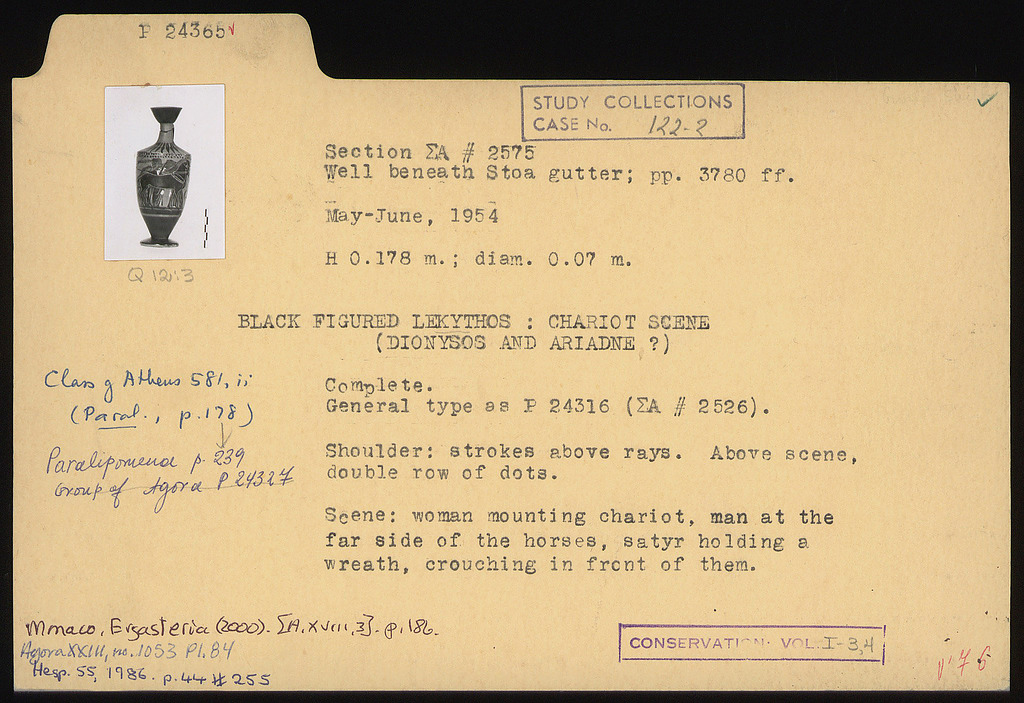 P 24365 v
STUDY COLLECTIONS
CASE No. 122-2
Section ΣA # 2575
Well beneath Stoa gutter; pp. 3780 ff.
May-June, 1954
H 0.178 m.; diam. 0.07 m.
Q 12:3
BLACK FIGURED LEKYTHOS : CHARIOT SCENE
(DIONYSOS AND ARIADNE ?)
Class of Athens 581, ii
(Paral., p. 178)
Paralipomena p. 239
Group of Agora P 24327
Complete.
General type as P 24316 (ΣA # 2526).
Shoulder: strokes above rays. Above scene,
double row of dots.
Scene: woman mounting chariot, man at the
far side of the horses, satyr holding a
wreath, crouching in front of them.
Monaco, Ergasteria (2000). [A.XVIII,3]. p. 186.
Agora XXIII, no. 1053 Pl. 84
Hesp. 55, 1986. p. 44 # 255
CONSERVATION: VOL. I-3,4